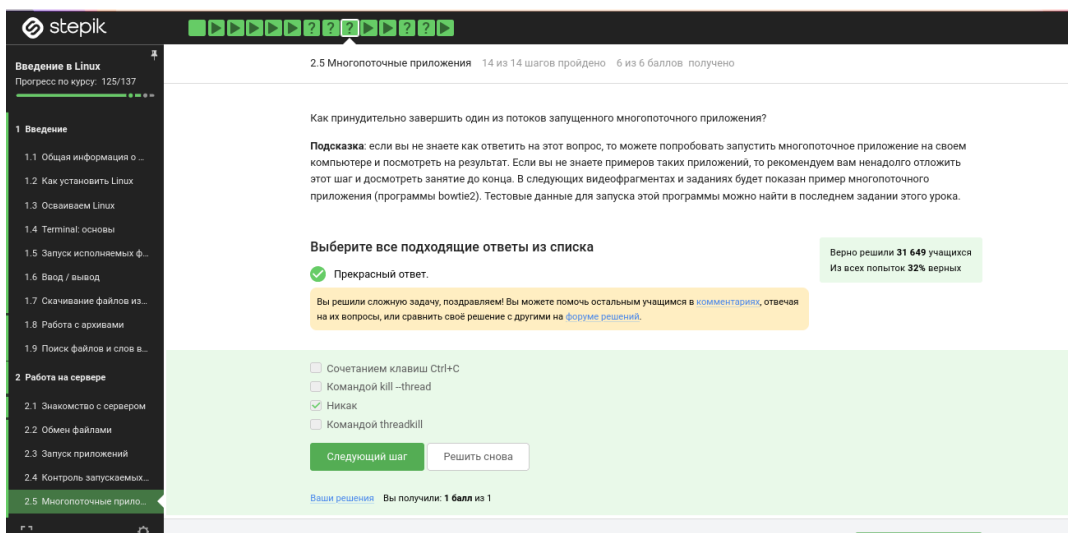 stepik
? ? ? ? ?
Введение в Linux
Прогресс по курсу: 125/137
1 Введение
1.1 Общая информация о ...
1.2 Как установить Linux
1.3 Осваиваем Linux
1.4 Terminal: основы
1.5 Запуск исполняемых ф...
1.6 Ввод / вывод
1.7 Скачивание файлов из...
1.8 Работа с архивами
1.9 Поиск файлов и слов в...
2 Работа на сервере
2.1 Знакомство с сервером
2.2 Обмен файлами
2.3 Запуск приложений
2.4 Контроль запускаемых...
2.5 Многопоточные прило...
2.5 Многопоточные приложения 14 из 14 шагов пройдено 6 из 6 баллов получено
Как принудительно завершить один из потоков запущенного многопоточного приложения?
Подсказка: если вы не знаете как ответить на этот вопрос, то можете попробовать запустить многопоточное приложение на своем
компьютере и посмотреть на результат. Если вы не знаете примеров таких приложений, то рекомендуем вам ненадолго отложить
этот шаг и досмотреть занятие до конца. В следующих видеофрагментах и заданиях будет показан пример многопоточного
приложения (программы bowtie2). Тестовые данные для запуска этой программы можно найти в последнем задании этого урока.
Выберите все подходящие ответы из списка
Верно решили 31 649 учащихся
Из всех попыток 32% верных
Прекрасный ответ.
Вы решили сложную задачу, поздравляем! Вы можете помочь остальным учащимся в комментариях, отвечая
на их вопросы, или сравнить своё решение с другими на форуме решений.
Сочетанием клавиш Ctrl+C
Командой kill –thread
Никак
Командой threadkill
Следующий шаг
Решить снова
Ваши решения Вы получили: 1 балл из 1